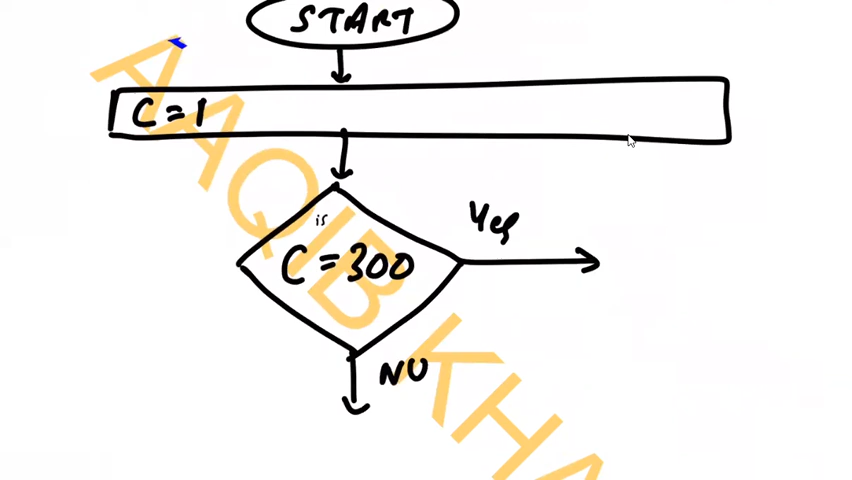 START
C = 1
is
C = 300
Yes
NO
AAQIB KHA